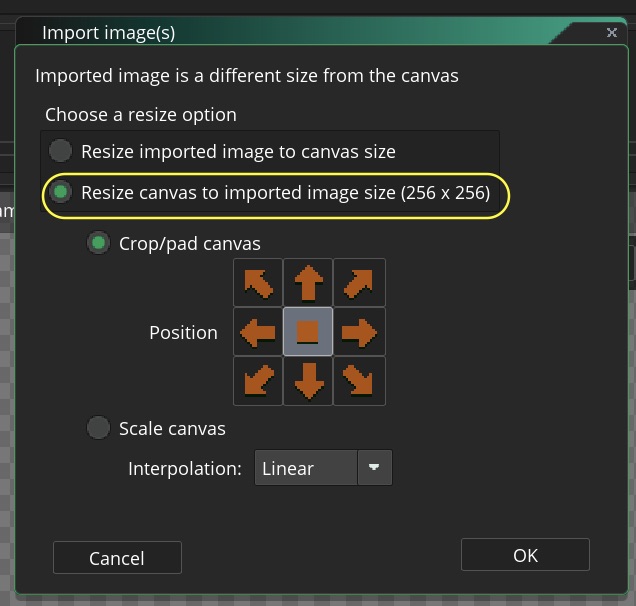 Import image(s)
Imported image is a different size from the canvas
Choose a resize option
Resize imported image to canvas size
Resize canvas to imported image size (256 x 256)
Crop/pad canvas
Position
Scale canvas
Interpolation: Linear
Cancel OK